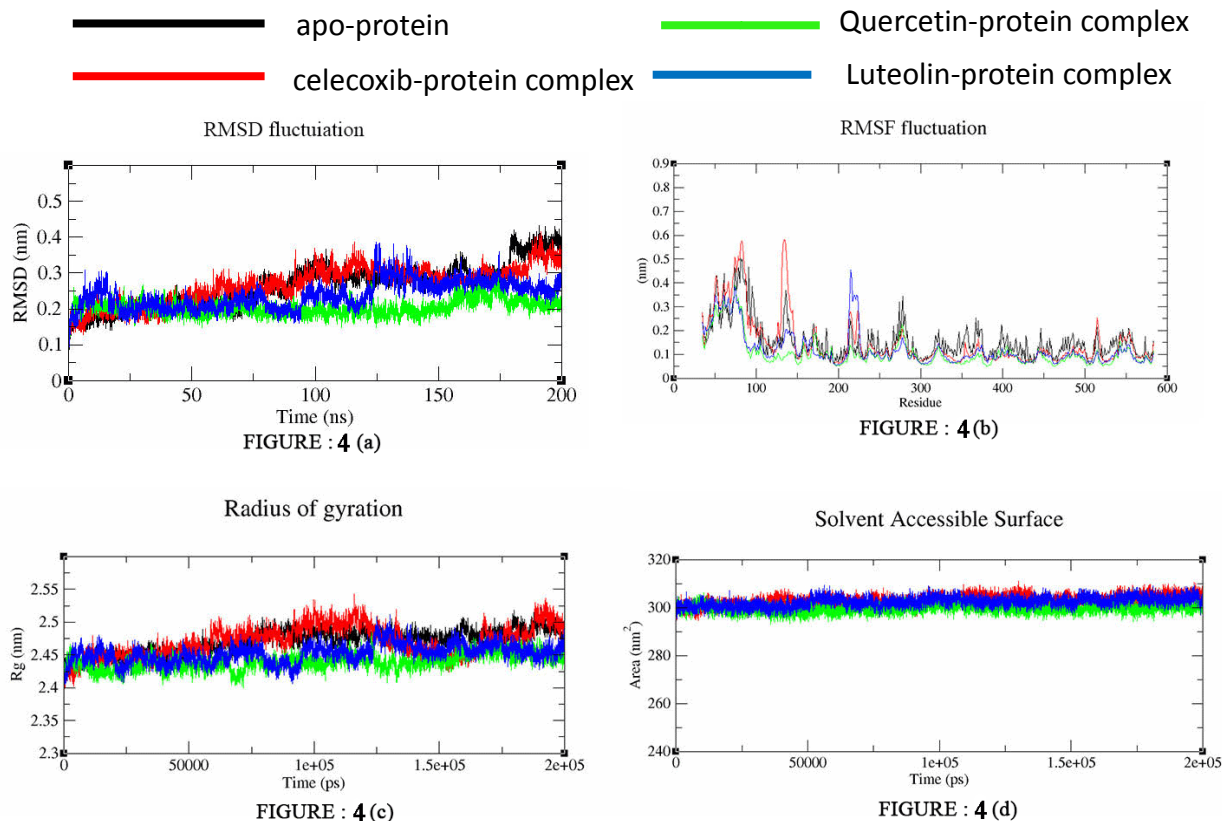 apo-protein
Quercetin-protein complex
celecoxib-protein complex
Luteolin-protein complex
RMSD fluctuiation
0.5
0.4
0.3
0.2
0.1
0
RMSD (nm)
0 50 100 150 200
Time (ns)
FIGURE : 4 (a)
RMSF fluctuation
0.9
0.8
0.7
0.6
0.5
0.4
0.3
0.2
0.1
0
(nm)
0 100 200 300 400 500 600
Residue
FIGURE : 4 (b)
Radius of gyration
2.55
2.5
2.45
2.4
2.35
2.3
Rg (nm)
0 50000 1e+05 1.5e+05 2e+05
Time (ps)
FIGURE : 4 (c)
Solvent Accessible Surface
320
300
280
260
240
Area (nm²)
0 50000 1e+05 1.5e+05 2e+05
Time (ps)
FIGURE : 4 (d)